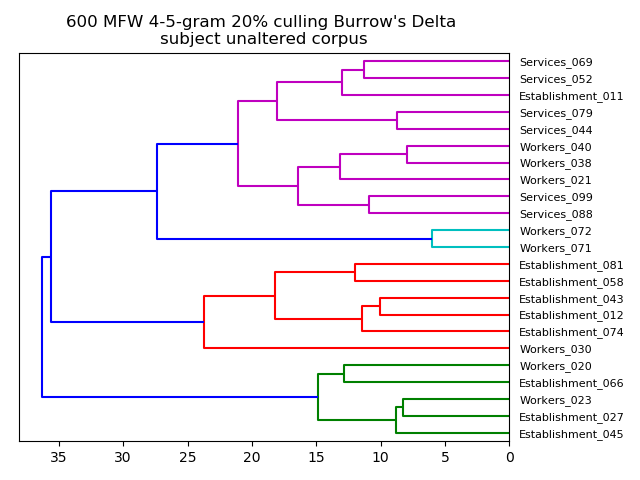 600 MFW 4-5-gram 20% culling Burrow's Delta
subject unaltered corpus
Services_069
Services_052
Establishment_011
Services_079
Services_044
Workers_040
Workers_038
Workers_021
Services_099
Services_088
Workers_072
Workers_071
Establishment_081
Establishment_058
Establishment_043
Establishment_012
Establishment_074
Workers_030
Workers_020
Establishment_066
Workers_023
Establishment_027
Establishment_045
35 30 25 20 15 10 5 0